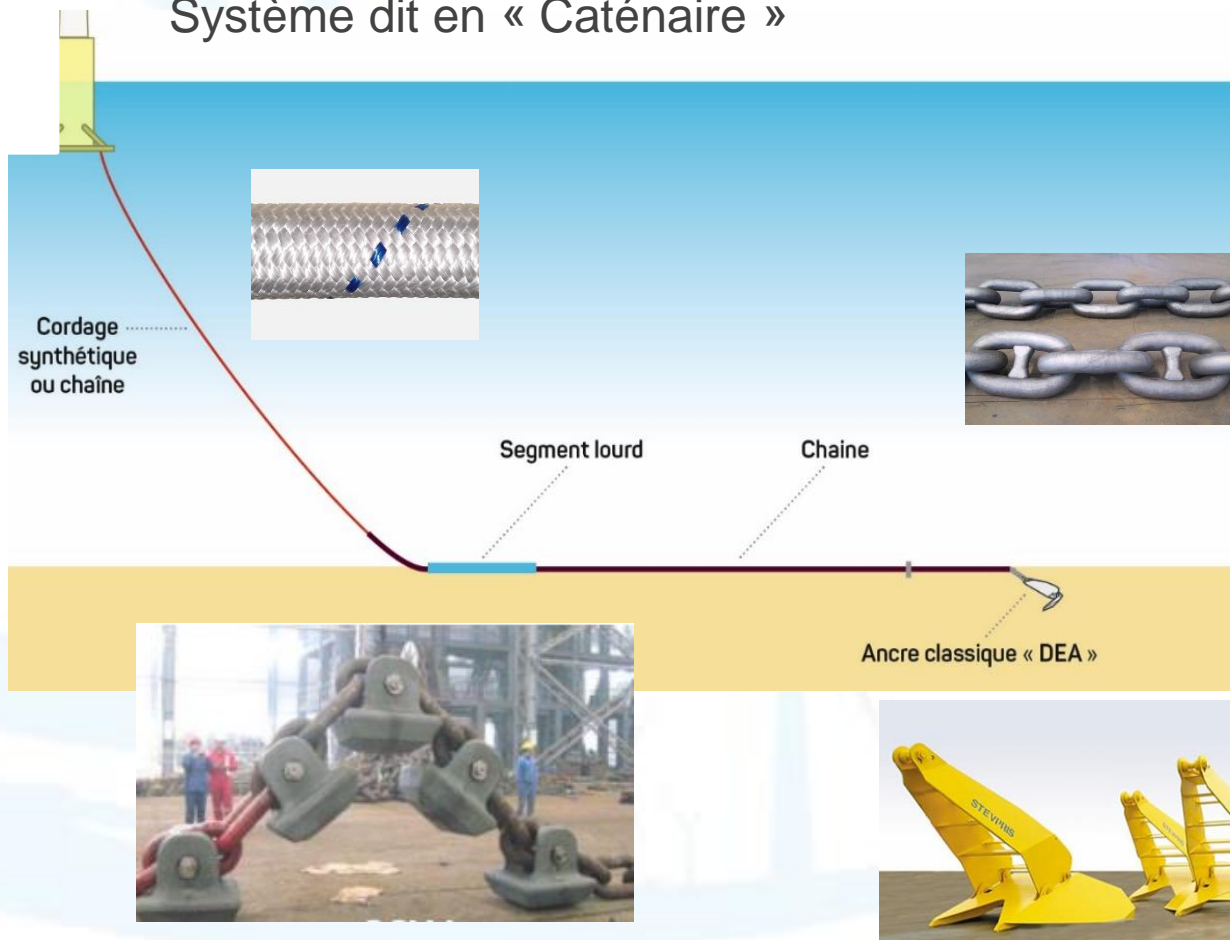 Système dit en « Caténaire »
Cordage
synthétique
ou chaîne
Segment lourd
Chaine
Ancre classique « DEA »
STEVPRIS